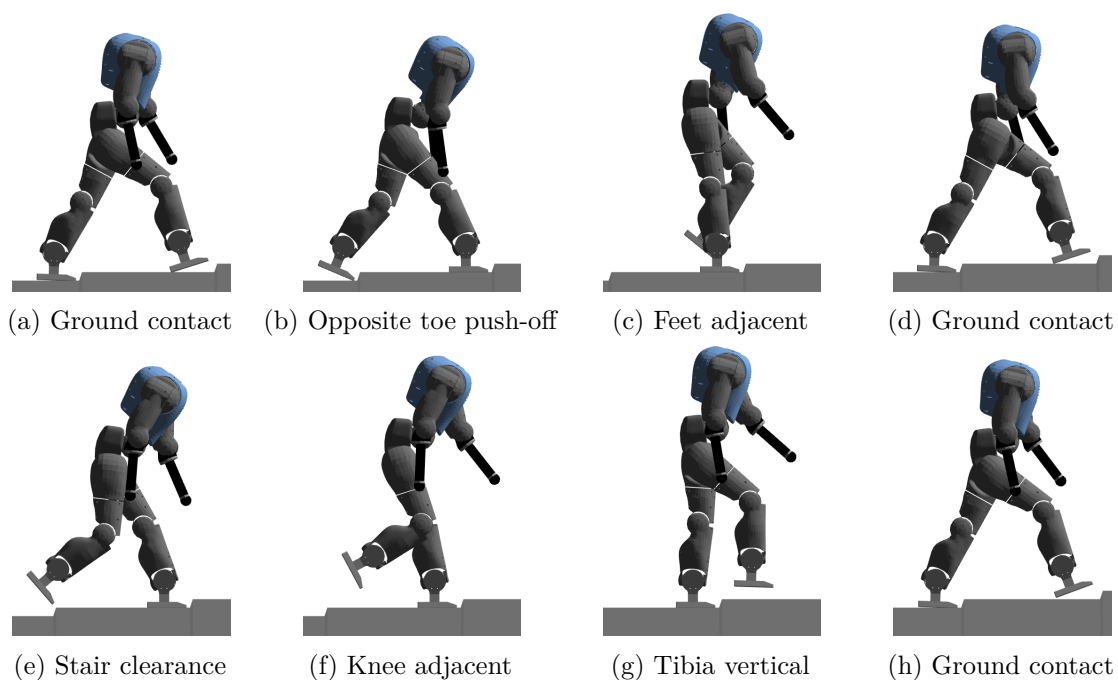 (a) Ground contact
(b) Opposite toe push-off
(c) Feet adjacent
(d) Ground contact
(e) Stair clearance
(f) Knee adjacent
(g) Tibia vertical
(h) Ground contact